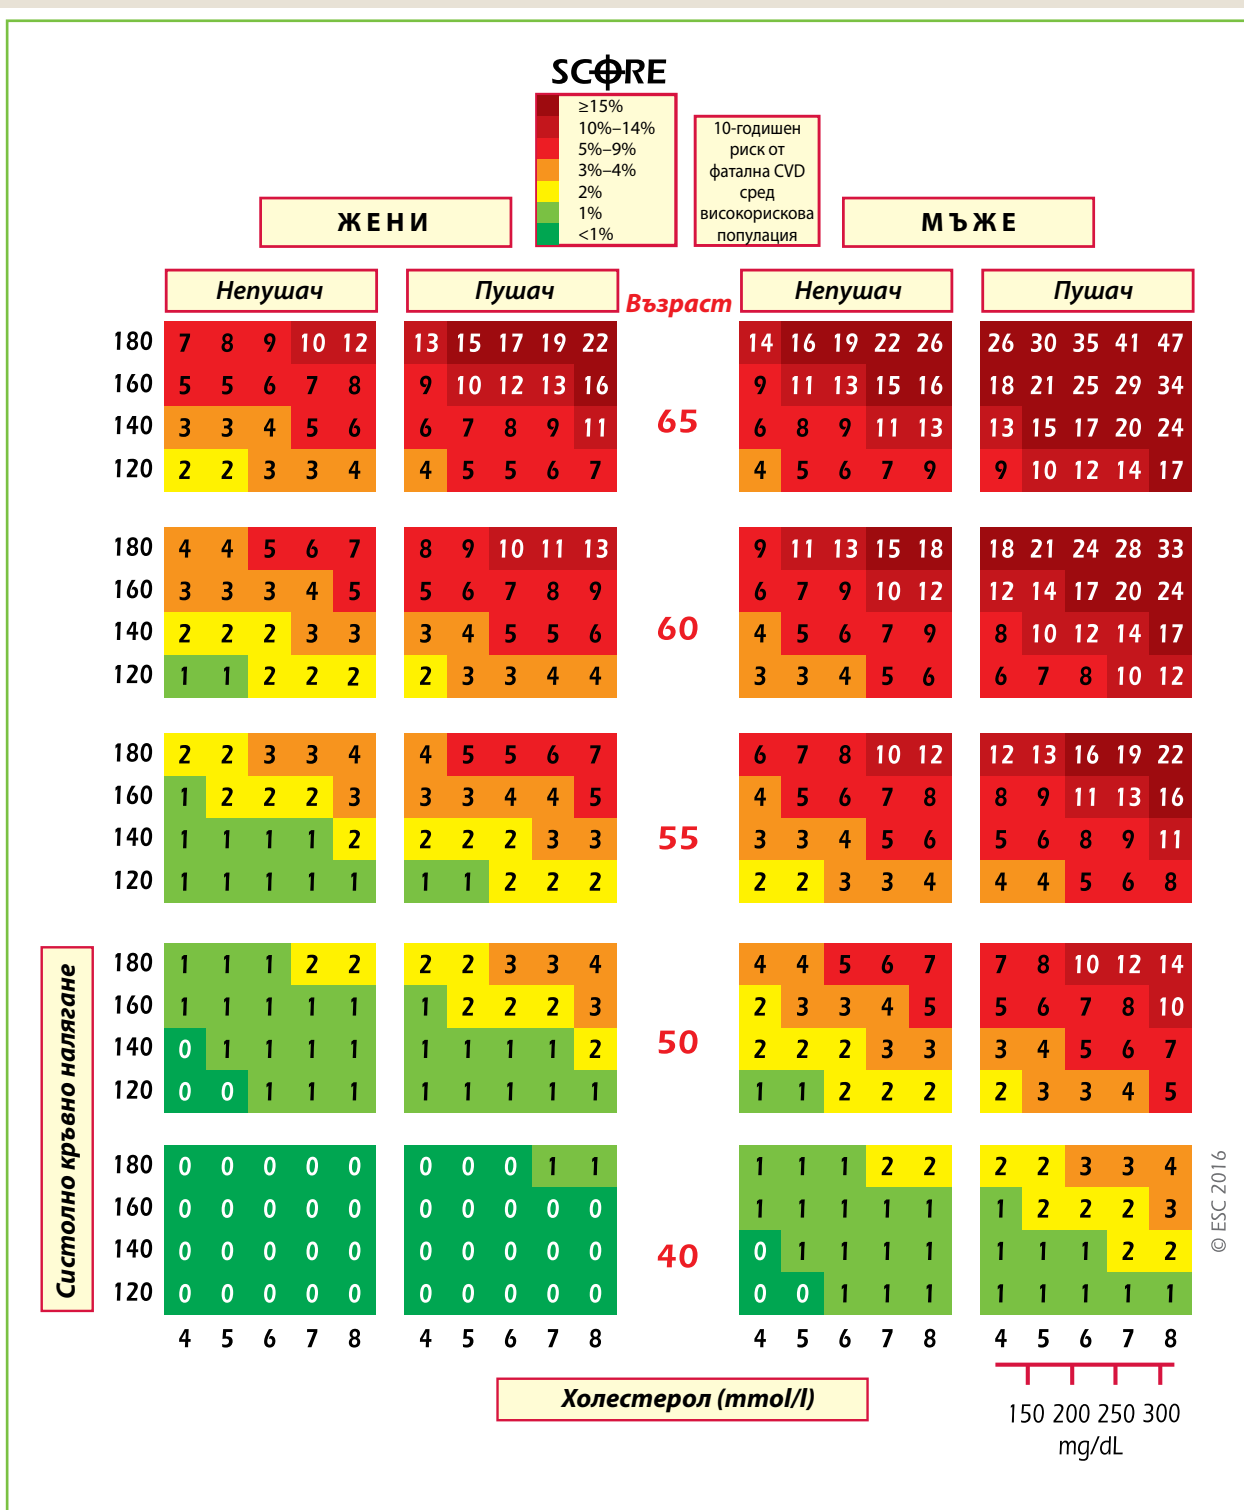 SCORE
≥15%
10%–14%
5%–9%
3%–4%
2%
1%
<1%
10-годишен
риск от
фатална CVD
сред
високорискова
популация
ЖЕНИ
МЪЖЕ
Непушач Пушач Възраст Непушач Пушач
180 7 8 9 10 12 13 15 17 19 22 14 16 19 22 26 26 30 35 41 47
160 5 5 6 7 8 9 10 12 13 16 9 11 13 15 16 18 21 25 29 34
65
140 3 3 4 5 6 6 7 8 9 11 6 8 9 11 13 13 15 17 20 24
120 2 2 3 3 4 4 5 5 6 7 4 5 6 7 9 9 10 12 14 17
180 4 4 5 6 7 8 9 10 11 13 9 11 13 15 18 18 21 24 28 33
160 3 3 3 4 5 5 6 7 8 9 6 7 9 10 12 12 14 17 20 24
60
140 2 2 2 3 3 3 4 5 5 6 4 5 6 7 9 8 10 12 14 17
120 1 1 2 2 2 2 3 3 4 4 3 3 4 5 6 6 7 8 10 12
180 2 2 3 3 4 4 5 5 6 7 6 7 8 10 12 12 13 16 19 22
160 1 2 2 2 3 3 3 4 4 5 4 5 6 7 8 8 9 11 13 16
55
140 1 1 1 1 2 2 2 2 3 3 3 3 4 5 6 5 6 8 9 11
120 1 1 1 1 1 1 1 2 2 2 2 2 3 3 4 4 4 5 6 8
180 1 1 1 2 2 2 2 3 3 4 4 4 5 6 7 7 8 10 12 14
160 1 1 1 1 1 1 2 2 2 3 2 3 3 4 5 5 6 7 8 10
50
140 0 1 1 1 1 1 1 1 1 2 2 2 2 3 3 3 4 5 6 7
120 0 0 1 1 1 1 1 1 1 1 1 1 2 2 2 2 3 3 4 5
180 0 0 0 0 0 0 0 0 1 1 1 1 1 2 2 2 2 3 3 4
160 0 0 0 0 0 0 0 0 0 0 1 1 1 1 1 1 2 2 2 3
40
140 0 0 0 0 0 0 0 0 0 0 0 1 1 1 1 1 1 1 2 2
120 0 0 0 0 0 0 0 0 0 0 0 0 1 1 1 1 1 1 1 1
4 5 6 7 8 4 5 6 7 8 4 5 6 7 8 4 5 6 7 8
Систолно кръвно налягане
Холестерол (mmol/l)
150 200 250 300
mg/dL
© ESC 2016